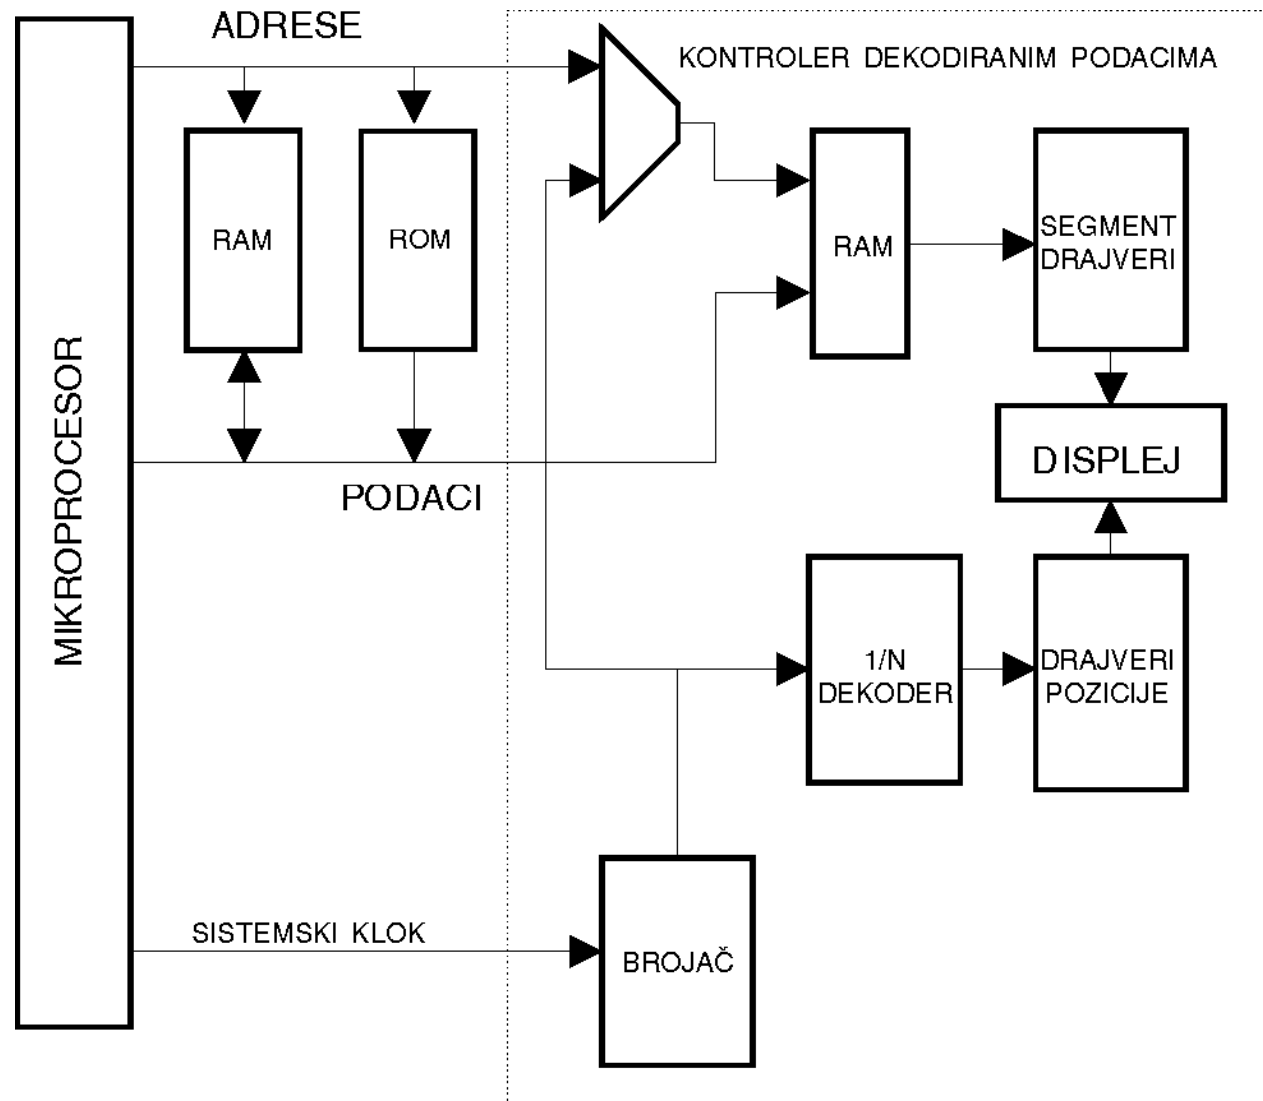 ADRESE
KONTROLER DEKODIRANIM PODACIMA
RAM
ROM
RAM
SEGMENT
DRAJVERI
MIKROPROCESOR
DISPLEJ
PODACI
1/N
DEKODER
DRAJVERI
POZICIJE
SISTEMSKI KLOK
BROJAČ